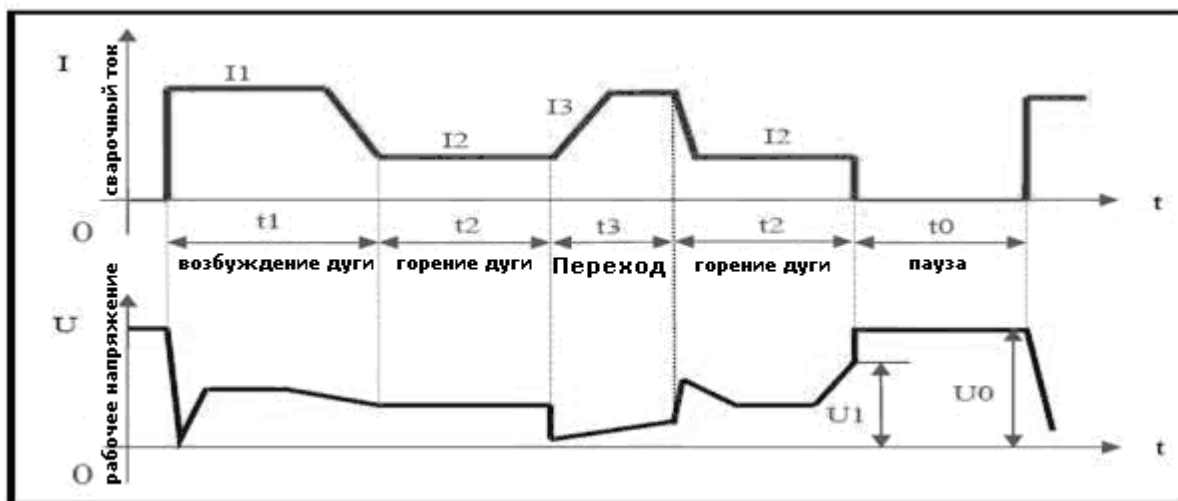 I
сварочный ток
I1
I2
I3
I2
t
O
t1
t2
t3
t2
t0
возбуждение дуги
горение дуги
Переход
горение дуги
пауза
U
рабочее напряжение
U1
U0
t
O